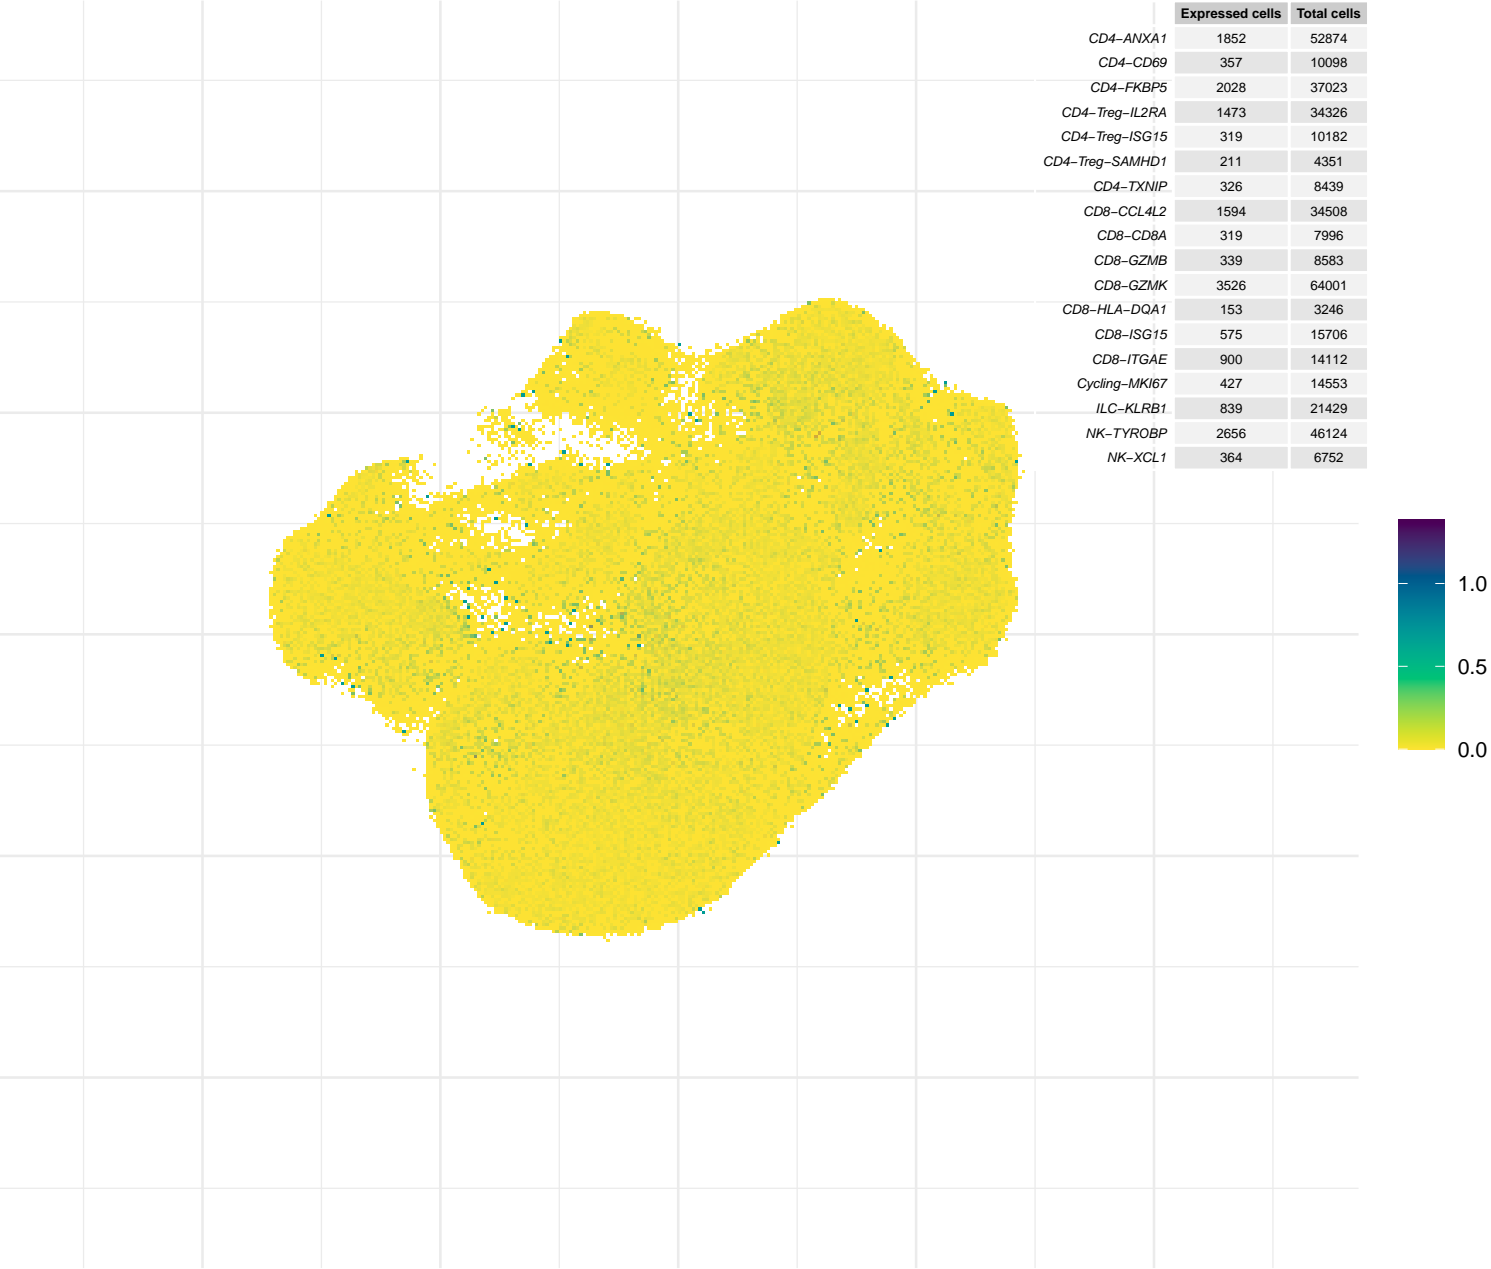 Expressed cells Total cells
CD4−ANXA1 1852 52874
CD4−CD69 357 10098
CD4−FKBP5 2028 37023
CD4−Treg−IL2RA 1473 34326
CD4−Treg−ISG15 319 10182
CD4−Treg−SAMHD1 211 4351
CD4−TXNIP 326 8439
CD8−CCL4L2 1594 34508
CD8−CD8A 319 7996
CD8−GZMB 339 8583
CD8−GZMK 3526 64001
CD8−HLA−DQA1 153 3246
CD8−ISG15 575 15706
CD8−ITGAE 900 14112
Cycling−MKI67 427 14553
ILC−KLRB1 839 21429
NK−TYROBP 2656 46124
NK−XCL1 364 6752
1.0
0.5
0.0